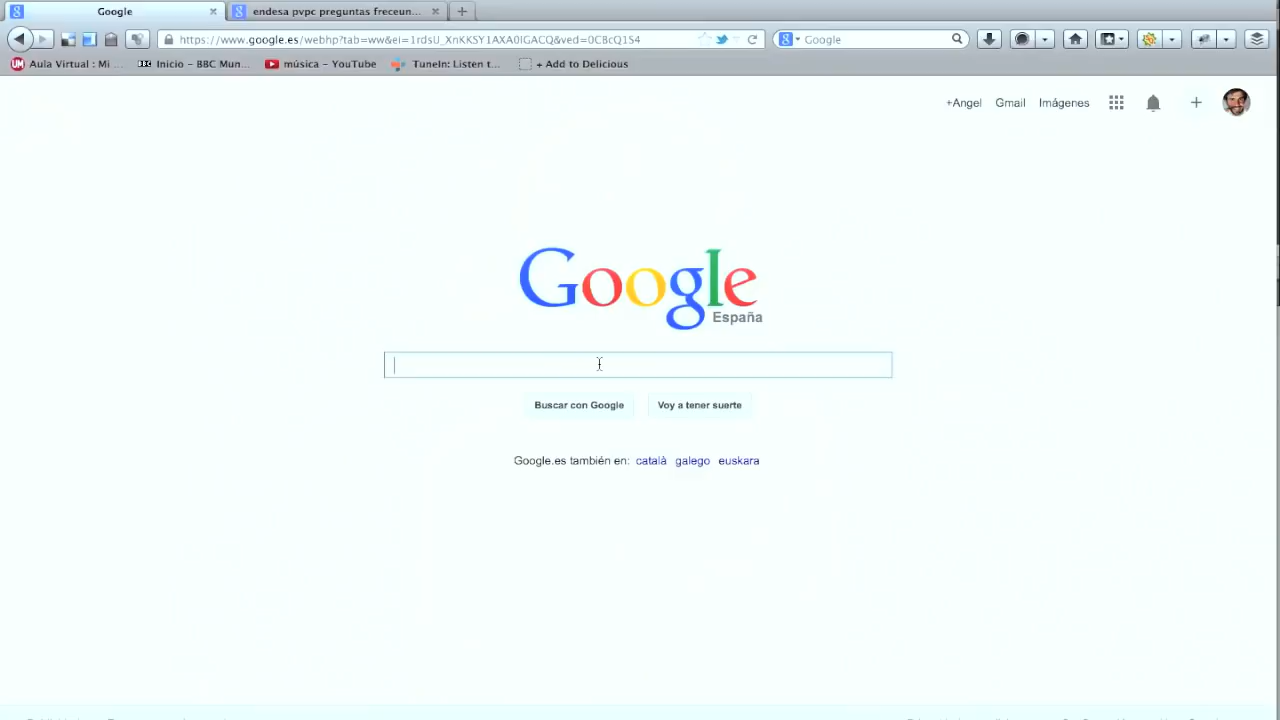 Google
endesa pvpc preguntas freceun...
https://www.google.es/webhp?tab=ww&ei=1rdsU_XnKKSY1AXA0IGACQ&ved=0CBcQ1S4
Google
Aula Virtual : Mi ...
Inicio - BBC Mun...
música - YouTube
TuneIn: Listen t...
+ Add to Delicious
+Angel Gmail Imágenes
Google
España
Buscar con Google Voy a tener suerte
Google.es también en: català galego euskara